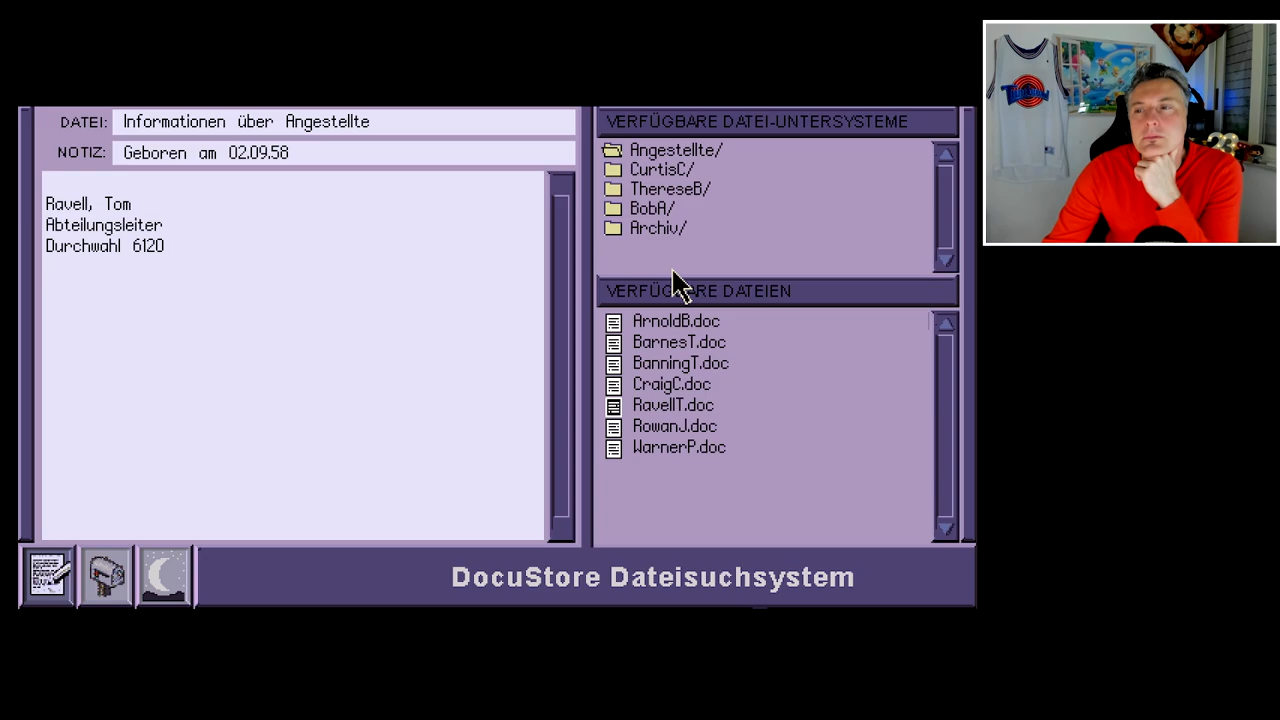 DATEI: Informationen über Angestellte
NOTIZ: Geboren am 02.09.58
Ravell, Tom
Abteilungsleiter
Durchwahl 6120
VERFÜGBARE DATEI-UNTERSYSTEME
Angestellte/
CurtisC/
ThereseB/
BobA/
Archiv/
VERFÜGBARE DATEIEN
ArnoldB.doc
BarnesT.doc
BanningT.doc
CraigC.doc
RavellT.doc
RowanJ.doc
WarnerP.doc
DocuStore Dateisuchsystem
23